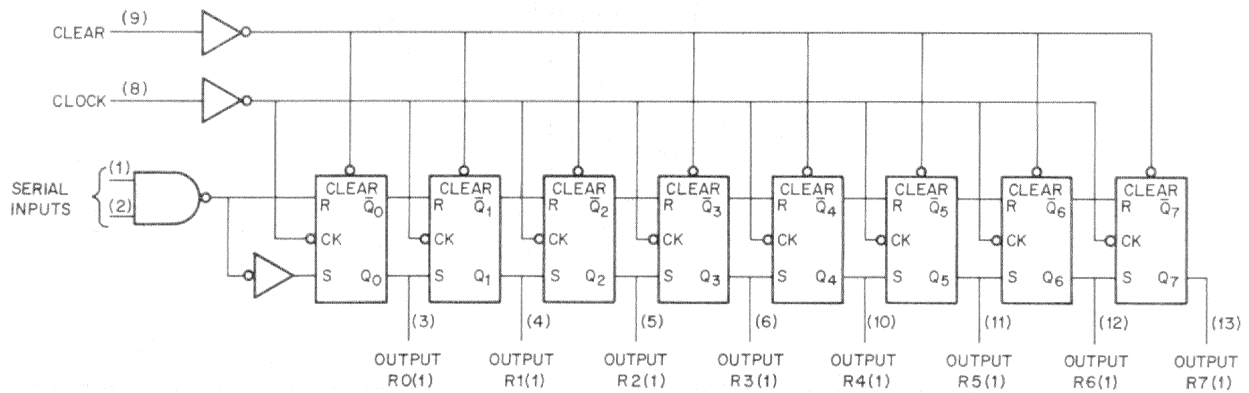 CLEAR (9)
CLOCK (8)
SERIAL INPUTS
(1)
(2)
CLEAR CLEAR CLEAR CLEAR CLEAR CLEAR CLEAR CLEAR
R Q̅0 R Q̅1 R Q̅2 R Q̅3 R Q̅4 R Q̅5 R Q̅6 R Q̅7
CK CK CK CK CK CK CK CK
S Q0 S Q1 S Q2 S Q3 S Q4 S Q5 S Q6 S Q7
(3) (4) (5) (6) (10) (11) (12) (13)
OUTPUT OUTPUT OUTPUT OUTPUT OUTPUT OUTPUT OUTPUT OUTPUT
R0(1) R1(1) R2(1) R3(1) R4(1) R5(1) R6(1) R7(1)